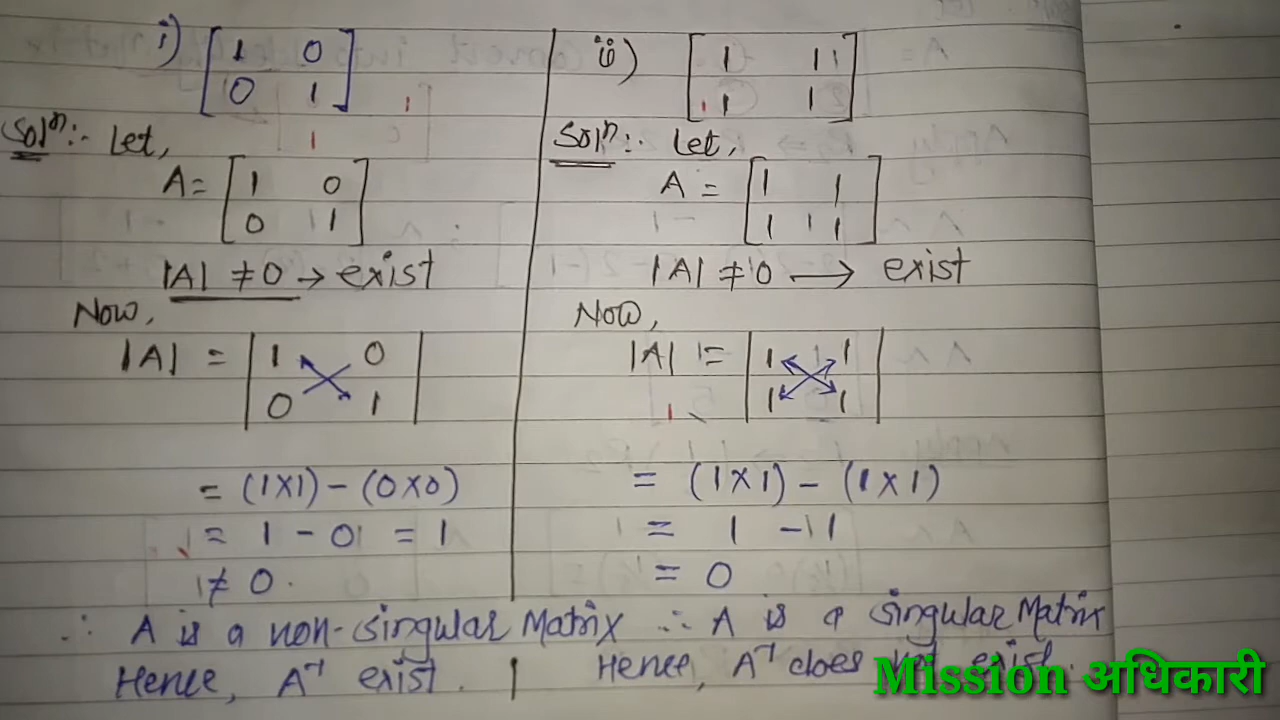 i) [1 0
0 1]
Solⁿ:- Let,
A = [1 0
0 1]
|A| ≠ 0 → exist
Now,
|A| = |1 0
0 1|
= (1×1) - (0×0)
= 1 - 0 = 1
≠ 0.
∴ A is a non-singular Matrix
Hence, A⁻¹ exist.
ii) [1 1
1 1]
Solⁿ:- Let,
A = [1 1
1 1]
|A| ≠ 0 → exist
Now,
|A| = |1 1
1 1|
= (1×1) - (1×1)
= 1 - 1
= 0
∴ A is a singular Matrix
Hence, A⁻¹ does not exist.
Mission अधिकारी